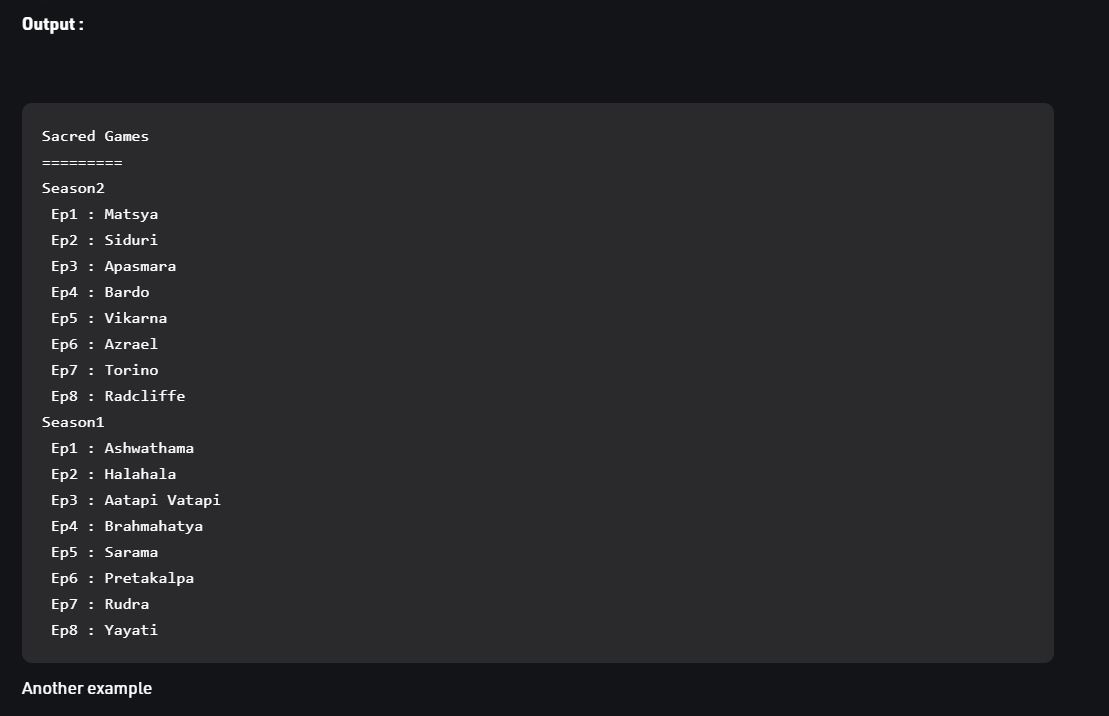 Output :
Sacred Games
=========
Season2
Ep1 : Matsya
Ep2 : Siduri
Ep3 : Apasmara
Ep4 : Bardo
Ep5 : Vikarna
Ep6 : Azrael
Ep7 : Torino
Ep8 : Radcliffe
Season1
Ep1 : Ashwathama
Ep2 : Halahala
Ep3 : Aatapi Vatapi
Ep4 : Brahmahatya
Ep5 : Sarama
Ep6 : Pretakalpa
Ep7 : Rudra
Ep8 : Yayati
Another example